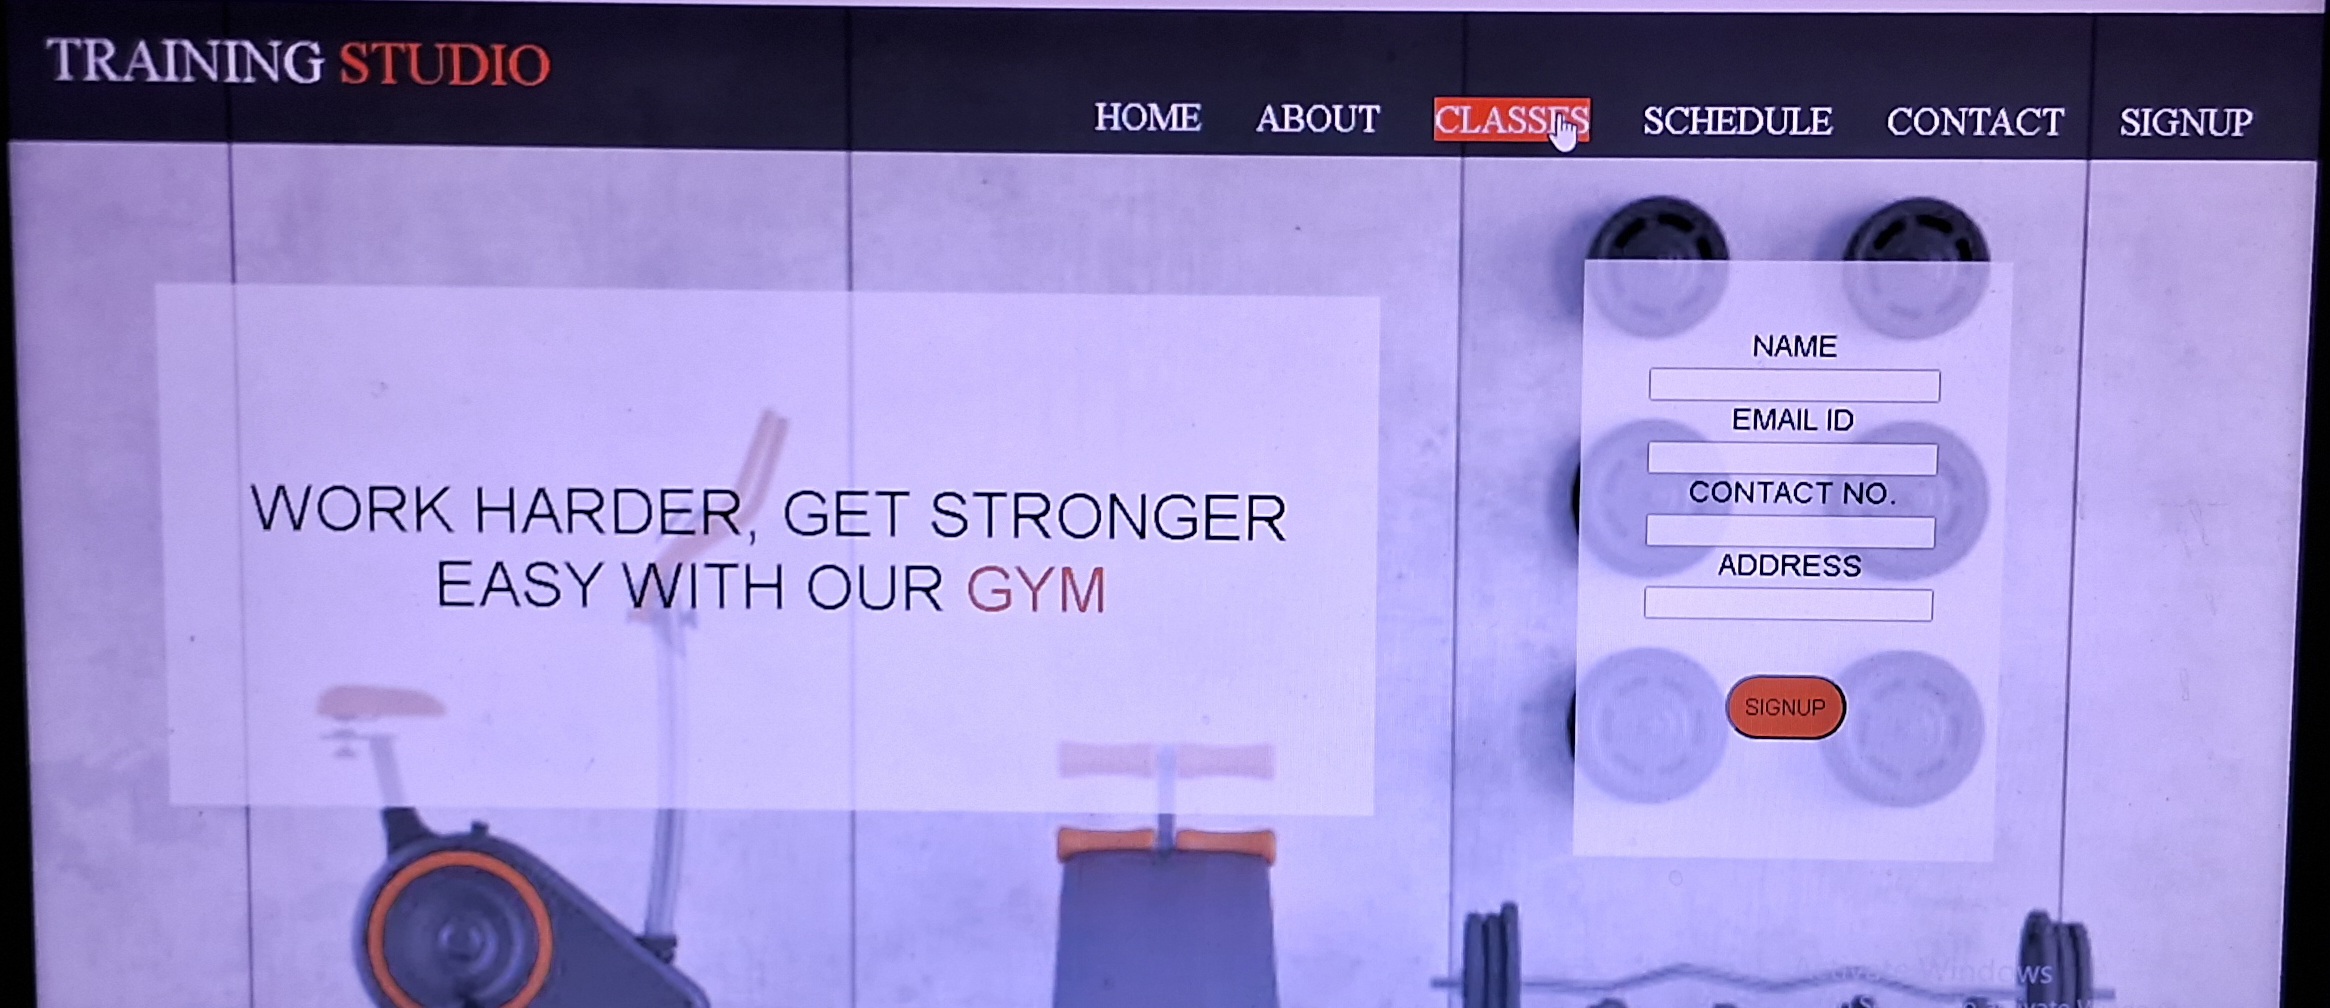 TRAINING STUDIO
HOME ABOUT CLASSES SCHEDULE CONTACT SIGNUP
WORK HARDER, GET STRONGER
EASY WITH OUR GYM
NAME
EMAIL ID
CONTACT NO.
ADDRESS
SIGNUP
Activate Windows